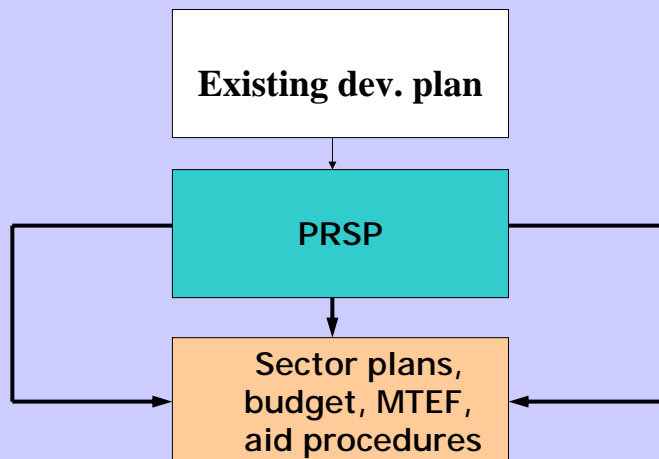 Existing dev. plan
PRSP
Sector plans,
budget, MTEF,
aid procedures